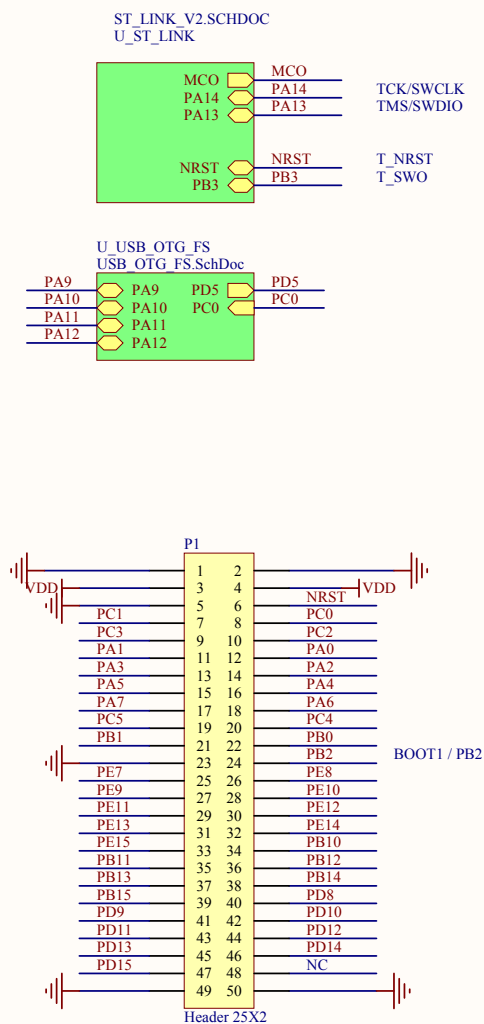 ST_LINK_V2.SCHDOC
U_ST_LINK
MCO MCO
PA14 PA14 TCK/SWCLK
PA13 PA13 TMS/SWDIO
NRST NRST T_NRST
PB3 PB3 T_SWO
U_USB_OTG_FS
USB_OTG_FS.SchDoc
PA9 PA9 PD5 PD5
PA10 PA10 PC0 PC0
PA11 PA11
PA12 PA12
P1
1 2
VDD 3 4 VDD
5 6 NRST
PC1 7 8 PC0
PC3 9 10 PC2
PA1 11 12 PA0
PA3 13 14 PA2
PA5 15 16 PA4
PA7 17 18 PA6
PC5 19 20 PC4
PB1 21 22 PB0
23 24 PB2 BOOT1 / PB2
PE7 25 26 PE8
PE9 27 28 PE10
PE11 29 30 PE12
PE13 31 32 PE14
PE15 33 34 PB10
PB11 35 36 PB12
PB13 37 38 PB14
PB15 39 40 PD8
PD9 41 42 PD10
PD11 43 44 PD12
PD13 45 46 PD14
PD15 47 48 NC
49 50
Header 25X2